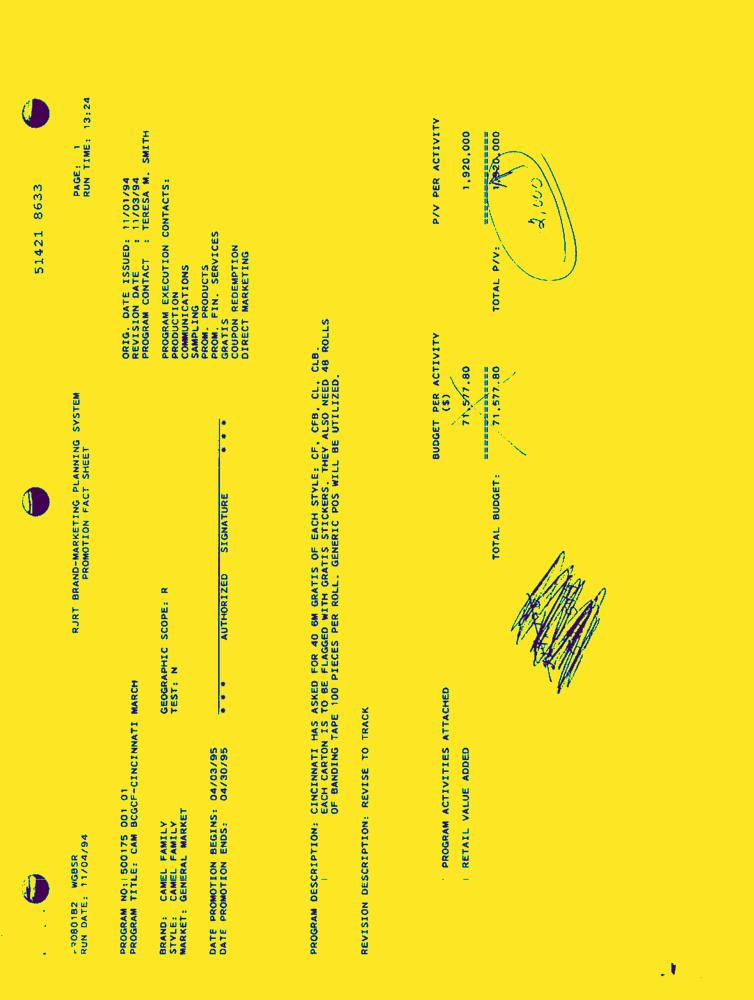 51421 8633
P080182 WGBSR RJRT BRAND-MARKETING PLANNING SYSTEM PAGE: 1
RUN DATE: 11/04/94 PROMOTION FACT SHEET RUN TIME: 13:24
PROGRAM NO: 500175 001 01 ORIG. DATE ISSUED: 11/01/94
PROGRAM TITLE: CAM BCGCF-CINCINNATI MARCH REVISION DATE : 11/03/94
PROGRAM CONTACT : TERESA M. SMITH
BRAND: CAMEL FAMILY GEOGRAPHIC SCOPE: R PROGRAM EXECUTION CONTACTS:
STYLE: CAMEL FAMILY TEST: N PRODUCTION
MARKET: GENERAL MARKET COMMUNICATIONS
SAMPLING
PROM. PRODUCTS
DATE PROMOTION BEGINS: 04/03/95 PROM. FIN. SERVICES
DATE PROMOTION ENDS: 04/30/95 * * * AUTHORIZED SIGNATURE * * * GRATIS
COUPON REDEMPTION
DIRECT MARKETING
PROGRAM DESCRIPTION: CINCINNATI HAS ASKED FOR 40 6M GRATIS OF EACH STYLE: CF, CFB, CL, CLB.
EACH CARTON IS TO BE FLAGGED WITH GRATIS STICKERS. THEY ALSO NEED 48 ROLLS
OF BANDING TAPE 100 PIECES PER ROLL. GENERIC POS WILL BE UTILIZED.
REVISION DESCRIPTION: REVISE TO TRACK
PROGRAM ACTIVITIES ATTACHED BUDGET PER ACTIVITY P/V PER ACTIVITY
($)
RETAIL VALUE ADDED 71,577.80 1,920,000
========= =========
TOTAL BUDGET: 71,577.80 TOTAL P/V: 1,920,000
2,000